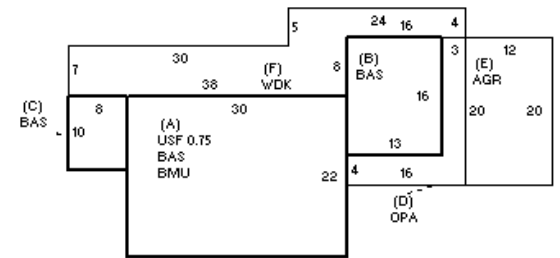 5
24 16 4
30
(F)
WDK
8
(B)
BAS
3
12
(E)
AGR
7
38
(C)
BAS
8
30
16
10
(A)
USF 0.75
BAS
BMU
20
20
13
22
4
16
(D)
OPA